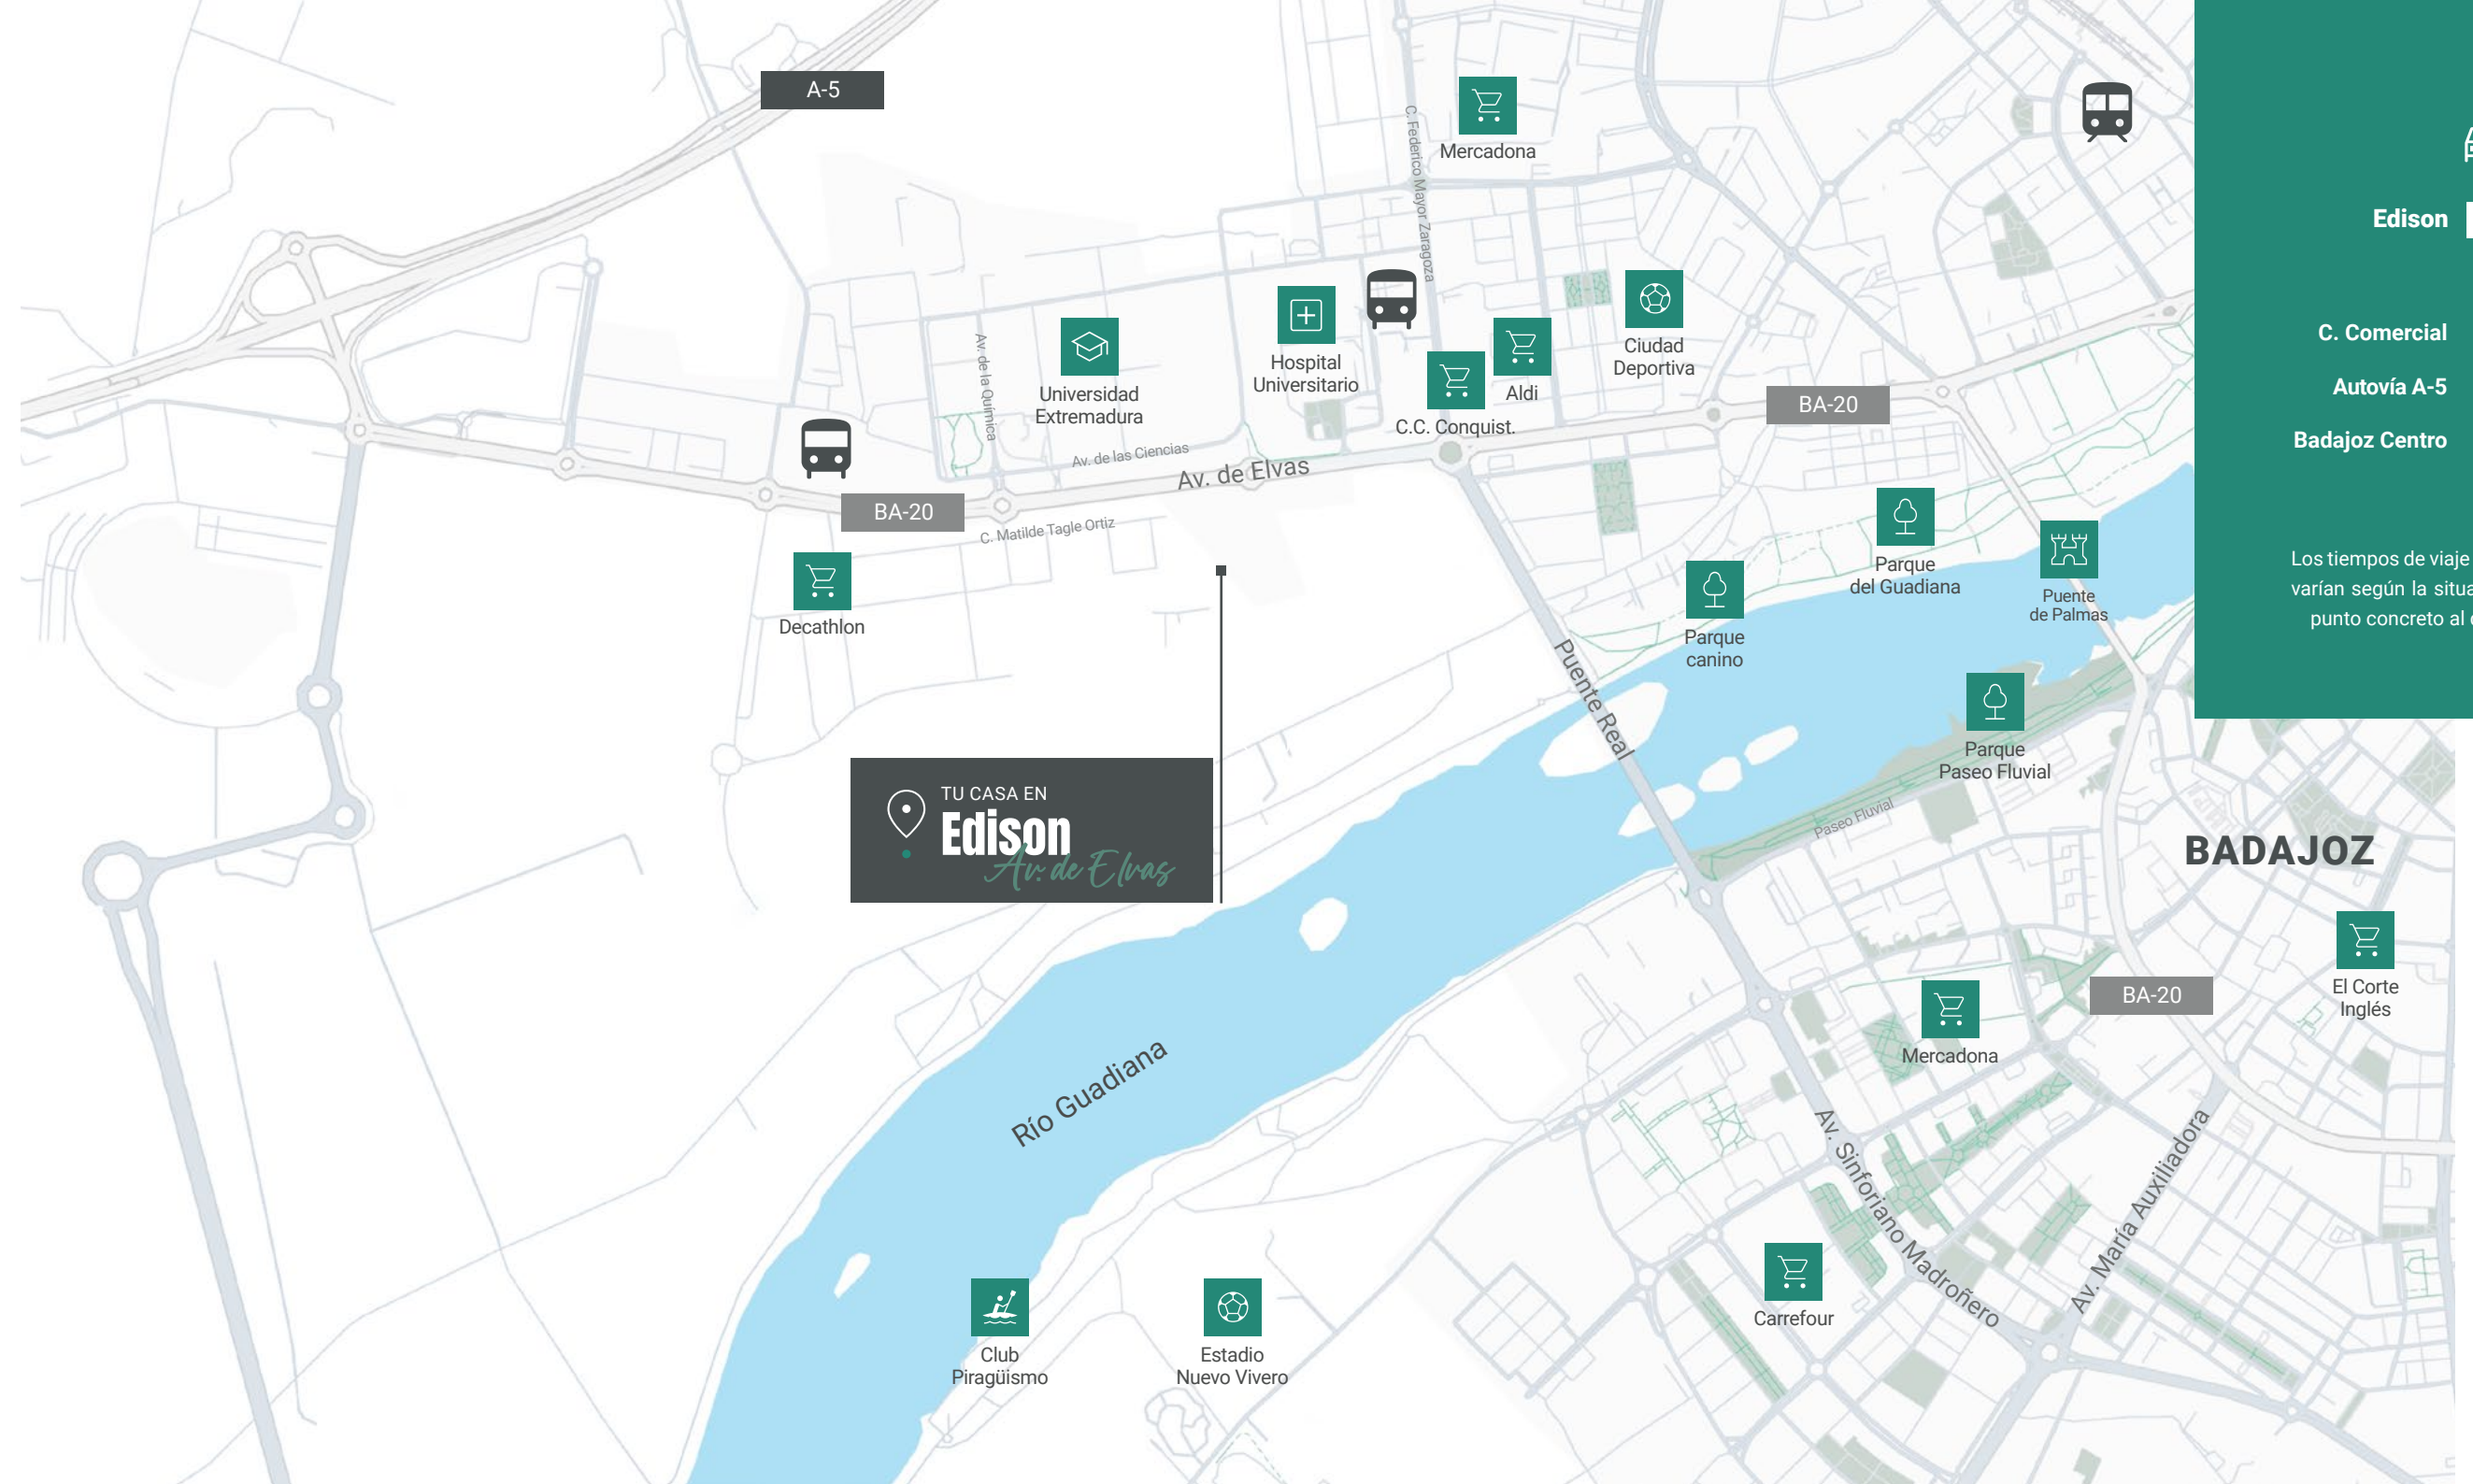 A-5
Mercadona
C. Federico Mayor Zaragoza
Edison
Hospital
Universitario
Ciudad
Deportiva
C. Comercial
Universidad
Extremadura
Av. de la Química
Aldi
Autovía A-5
BA-20
C.C. Conquist.
Badajoz Centro
Av. de las Ciencias
Av. de Elvas
BA-20
C. Matilde Tagle Ortiz
Decathlon
Parque
del Guadiana
Puente
de Palmas
Los tiempos de viaje
varían según la situa
punto concreto al
Parque
canino
Puente Real
Parque
Paseo Fluvial
TU CASA EN
Edison
Av. de Elvas
Paseo Fluvial
BADAJOZ
El Corte
Inglés
BA-20
Mercadona
Río Guadiana
Av. Sinforiano Madroñero
Av. María Auxiliadora
Carrefour
Club
Piragüismo
Estadio
Nuevo Vivero